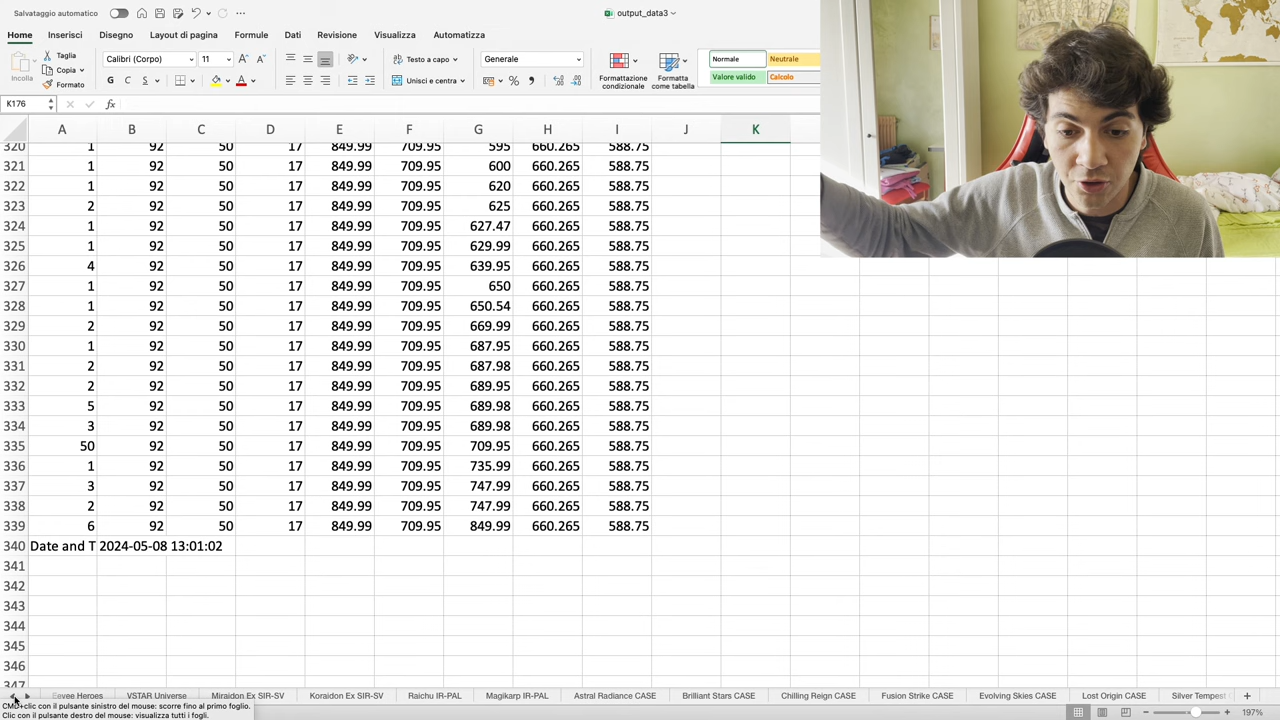 Salvataggio automatico output_data3
Home Inserisci Disegno Layout di pagina Formule Dati Revisione Visualizza Automatizza
Incolla Taglia Copia Formato Calibri (Corpo) 11 G C S Testo a capo Unisci e centra Generale Formattazione condizionale Formatta come tabella Normale Neutrale Valore valido Calcolo
K176 fx
A B C D E F G H I J K
320 1 92 50 17 849.99 709.95 595 660.265 588.75
321 1 92 50 17 849.99 709.95 600 660.265 588.75
322 1 92 50 17 849.99 709.95 620 660.265 588.75
323 2 92 50 17 849.99 709.95 625 660.265 588.75
324 1 92 50 17 849.99 709.95 627.47 660.265 588.75
325 1 92 50 17 849.99 709.95 629.99 660.265 588.75
326 4 92 50 17 849.99 709.95 639.95 660.265 588.75
327 1 92 50 17 849.99 709.95 650 660.265 588.75
328 1 92 50 17 849.99 709.95 650.54 660.265 588.75
329 2 92 50 17 849.99 709.95 669.99 660.265 588.75
330 1 92 50 17 849.99 709.95 687.95 660.265 588.75
331 2 92 50 17 849.99 709.95 687.98 660.265 588.75
332 2 92 50 17 849.99 709.95 689.95 660.265 588.75
333 5 92 50 17 849.99 709.95 689.98 660.265 588.75
334 3 92 50 17 849.99 709.95 689.98 660.265 588.75
335 50 92 50 17 849.99 709.95 709.95 660.265 588.75
336 1 92 50 17 849.99 709.95 735.99 660.265 588.75
337 3 92 50 17 849.99 709.95 747.99 660.265 588.75
338 2 92 50 17 849.99 709.95 747.99 660.265 588.75
339 6 92 50 17 849.99 709.95 849.99 660.265 588.75
340 Date and T 2024-05-08 13:01:02
341
342
343
344
345
346
347
Eevee Heroes VSTAR Universe Miraidon Ex SIR-SV Koraidon Ex SIR-SV Raichu IR-PAL Magikarp IR-PAL Astral Radiance CASE Brilliant Stars CASE Chilling Reign CASE Fusion Strike CASE Evolving Skies CASE Lost Origin CASE Silver Tempest
CMD+clic con il pulsante sinistro del mouse: scorre fino al primo foglio.
Clic con il pulsante destro del mouse: visualizza tutti i fogli.
197%